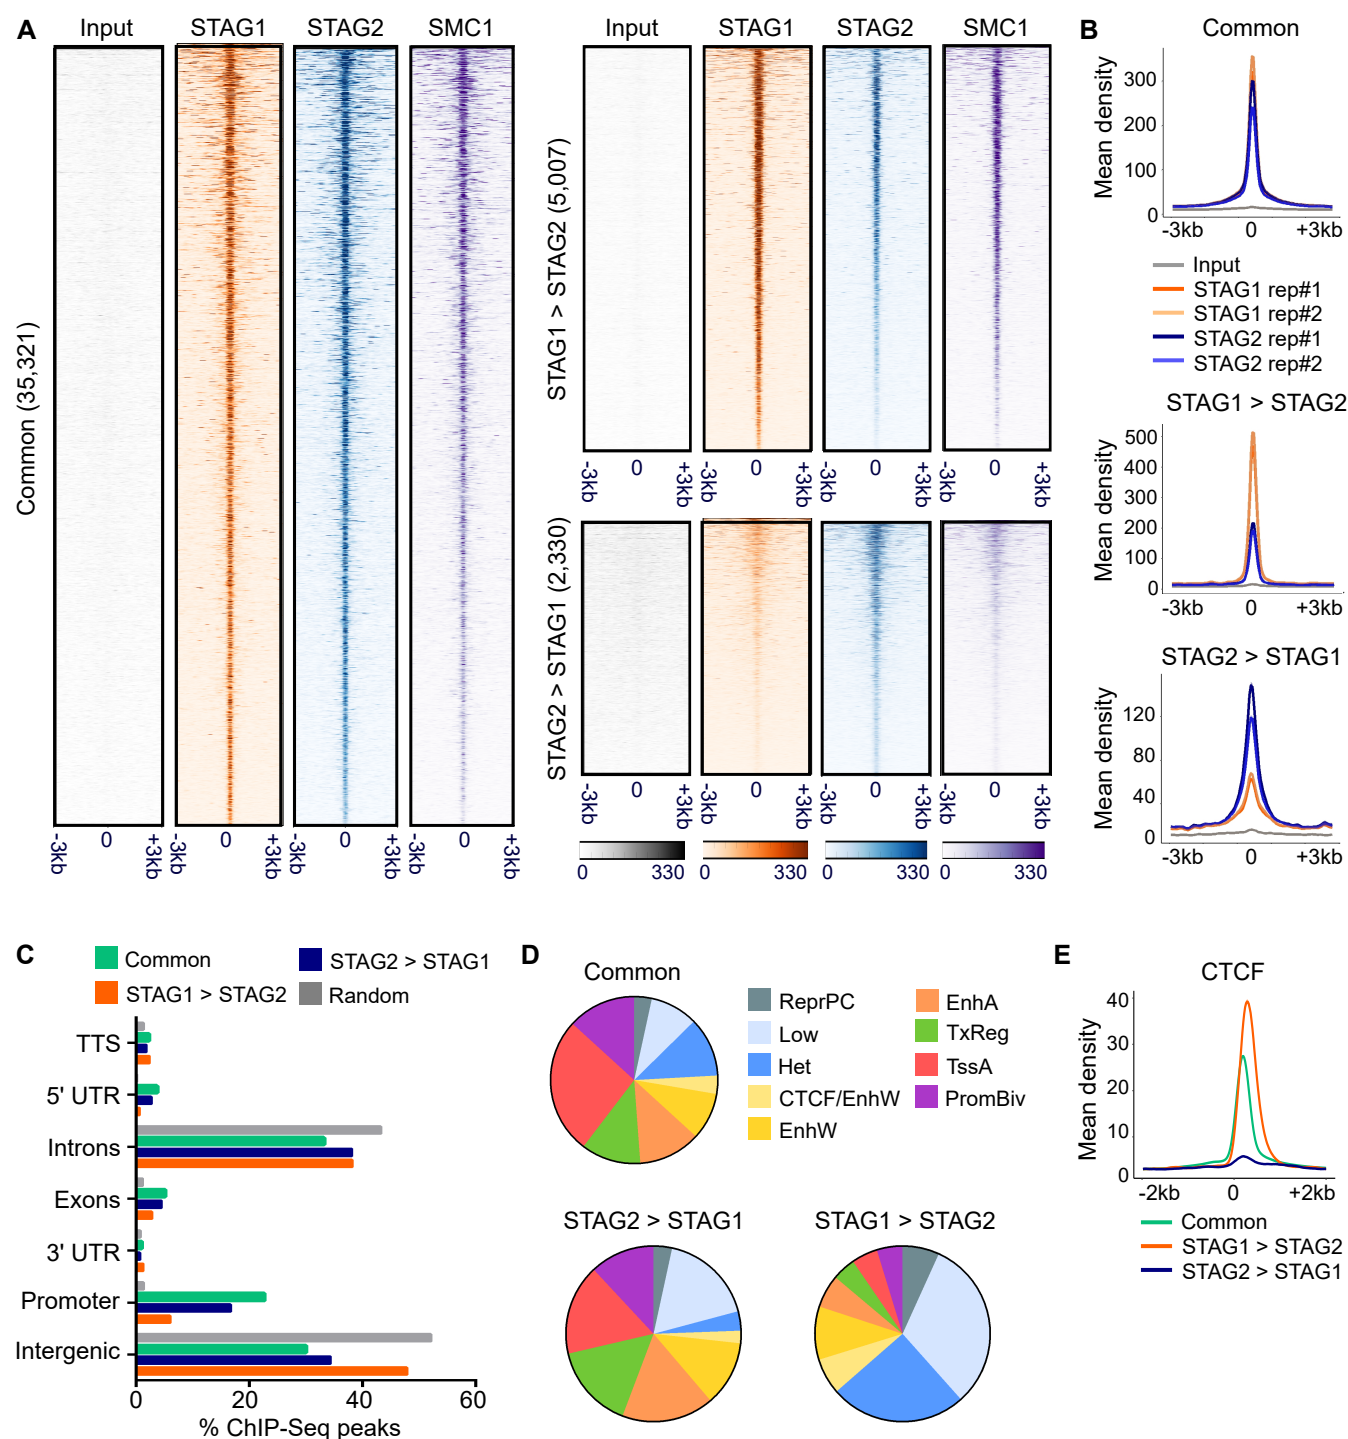 A
Input STAG1 STAG2 SMC1
Common (35,321)
-3kb 0 +3kb -3kb 0 +3kb -3kb 0 +3kb -3kb 0 +3kb
Input STAG1 STAG2 SMC1
STAG1 > STAG2 (5,007)
-3kb 0 +3kb -3kb 0 +3kb -3kb 0 +3kb -3kb 0 +3kb
STAG2 > STAG1 (2,330)
-3kb 0 +3kb -3kb 0 +3kb -3kb 0 +3kb -3kb 0 +3kb
0 330 0 330 0 330 0 330
B
Common
Mean density
300
200
100
0
-3kb 0 +3kb
Input
STAG1 rep#1
STAG1 rep#2
STAG2 rep#1
STAG2 rep#2
STAG1 > STAG2
Mean density
500
400
300
200
100
0
-3kb 0 +3kb
STAG2 > STAG1
Mean density
120
80
40
0
-3kb 0 +3kb
C
Common
STAG2 > STAG1
STAG1 > STAG2
Random
TTS
5' UTR
Introns
Exons
3' UTR
Promoter
Intergenic
0 20 40 60
% ChIP-Seq peaks
D
Common
ReprPC
Low
Het
CTCF/EnhW
EnhW
EnhA
TxReg
TssA
PromBiv
STAG2 > STAG1
STAG1 > STAG2
E
CTCF
Mean density
40
30
20
10
0
-2kb 0 +2kb
Common
STAG1 > STAG2
STAG2 > STAG1